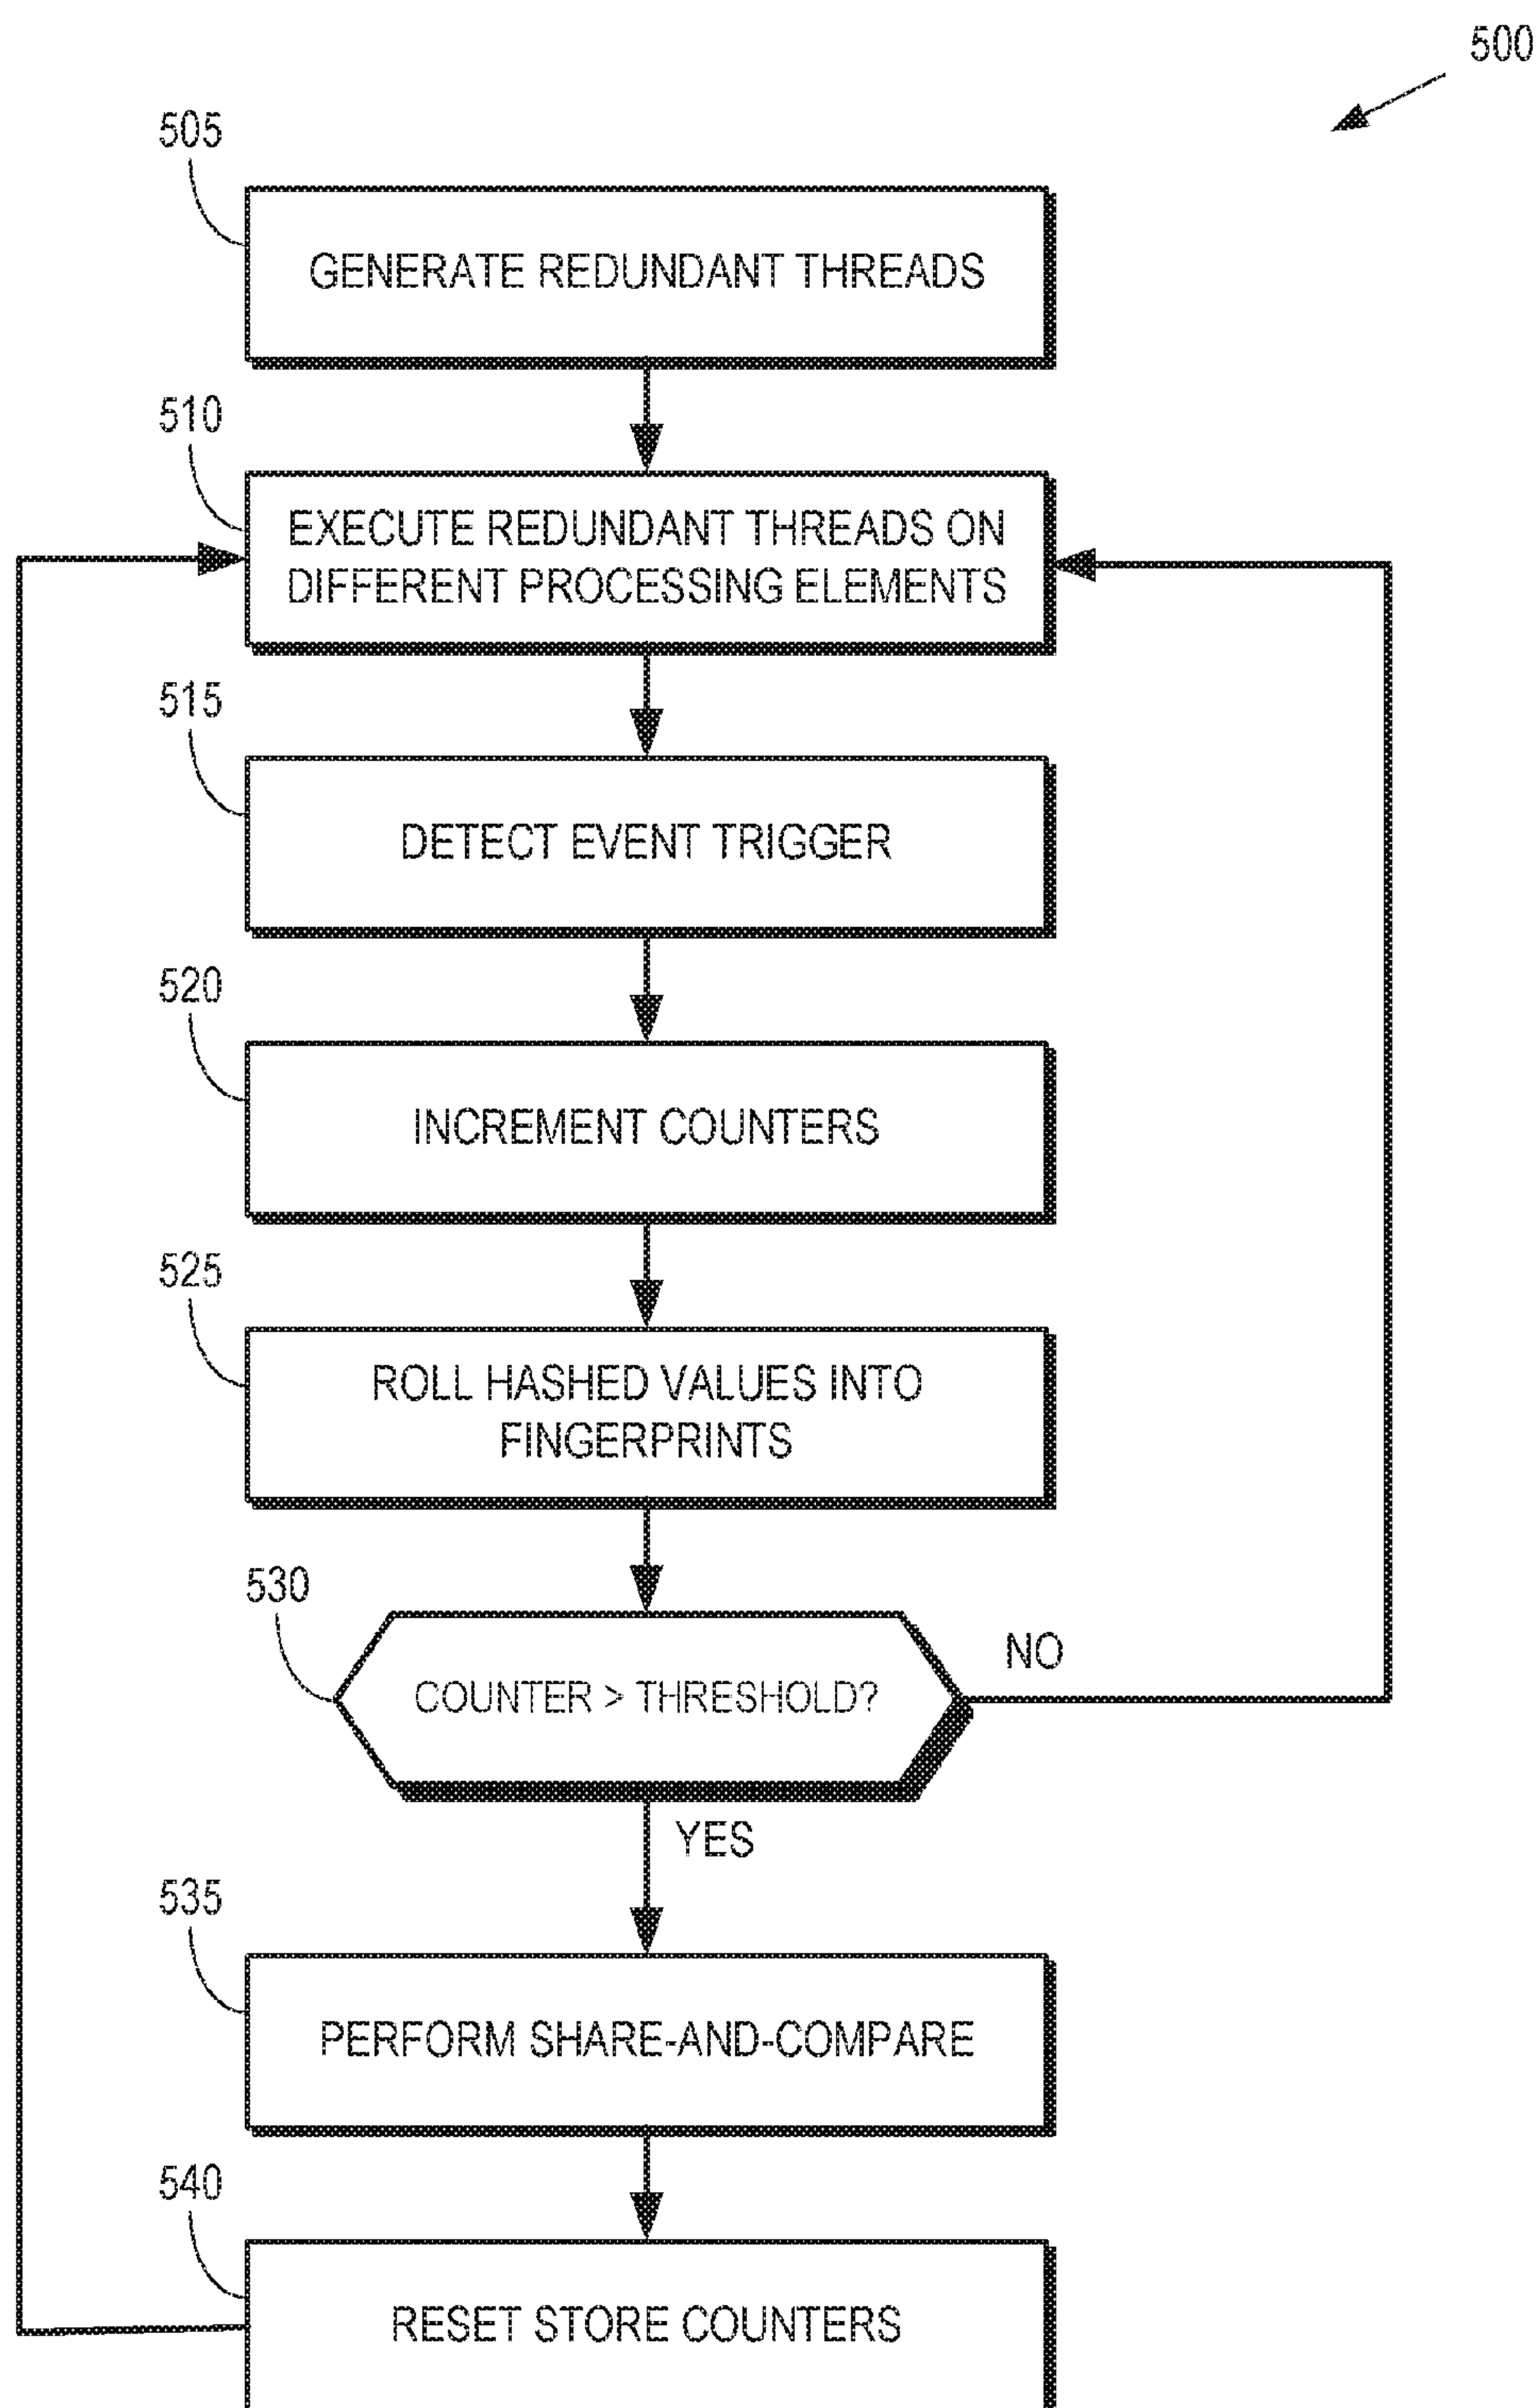 500
505
GENERATE REDUNDANT THREADS
510
EXECUTE REDUNDANT THREADS ON
DIFFERENT PROCESSING ELEMENTS
515
DETECT EVENT TRIGGER
520
INCREMENT COUNTERS
525
ROLL HASHED VALUES INTO
FINGERPRINTS
530
COUNTER > THRESHOLD?
NO
YES
535
PERFORM SHARE-AND-COMPARE
540
RESET STORE COUNTERS